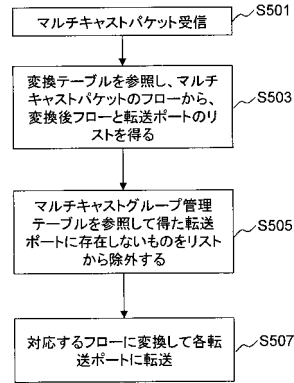 マルチキャストパケット受信
S501
変換テーブルを参照し、マルチ
キャストパケットのフローから、
変換後フローと転送ポートのリ
ストを得る
S503
マルチキャストグループ管理
テーブルを参照して得た転送
ポートに存在しないものをリスト
から除外する
S505
対応するフローに変換して各転
送ポートに転送
S507